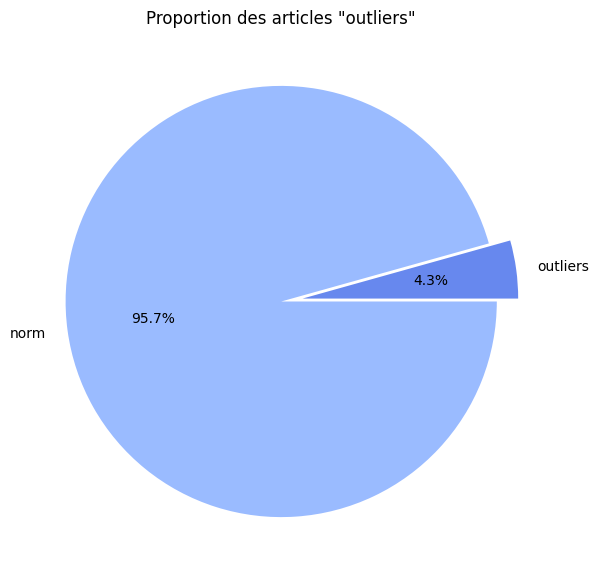 Proportion des articles "outliers"
outliers
4.3%
95.7%
norm